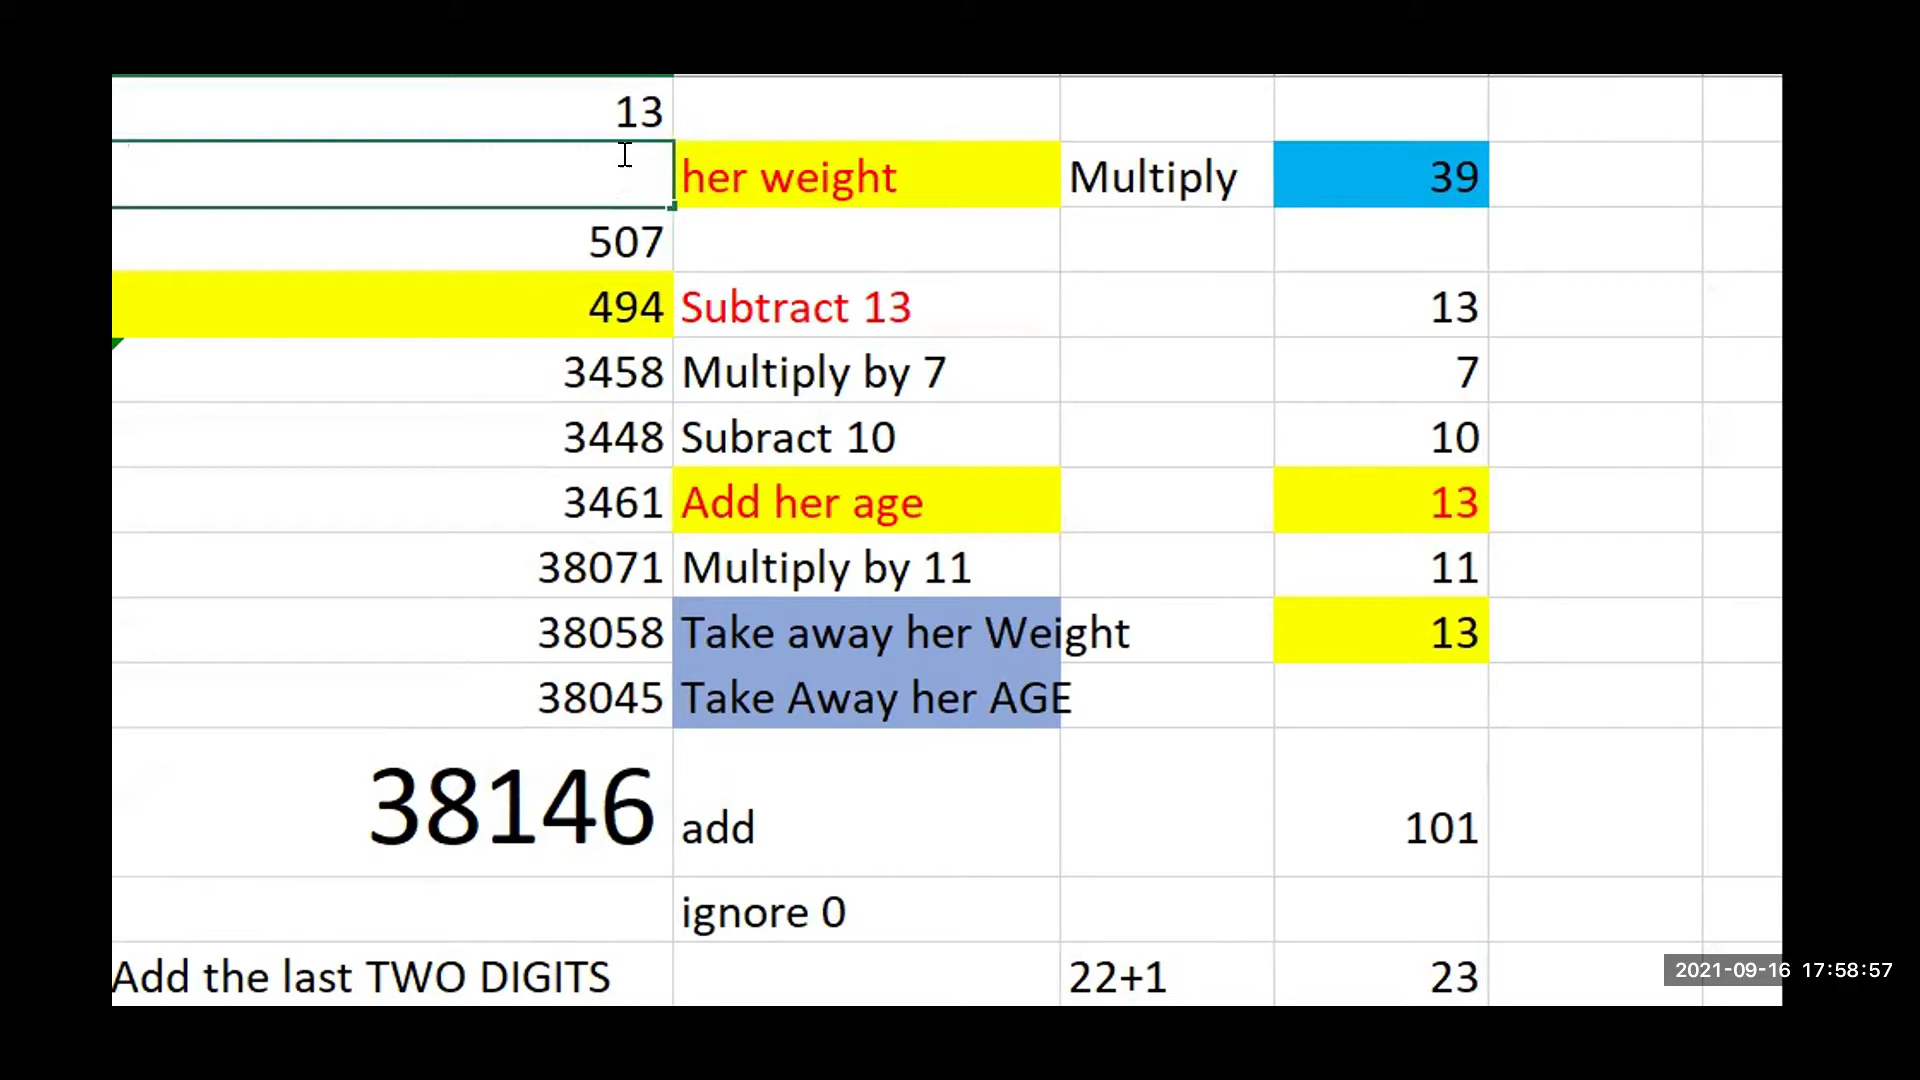 13
her weight Multiply 39
507
494 Subtract 13 13
3458 Multiply by 7 7
3448 Subract 10 10
3461 Add her age 13
38071 Multiply by 11 11
38058 Take away her Weight 13
38045 Take Away her AGE
38146 add 101
ignore 0
Add the last TWO DIGITS 22+1 23
2021-09-16 17:58:57